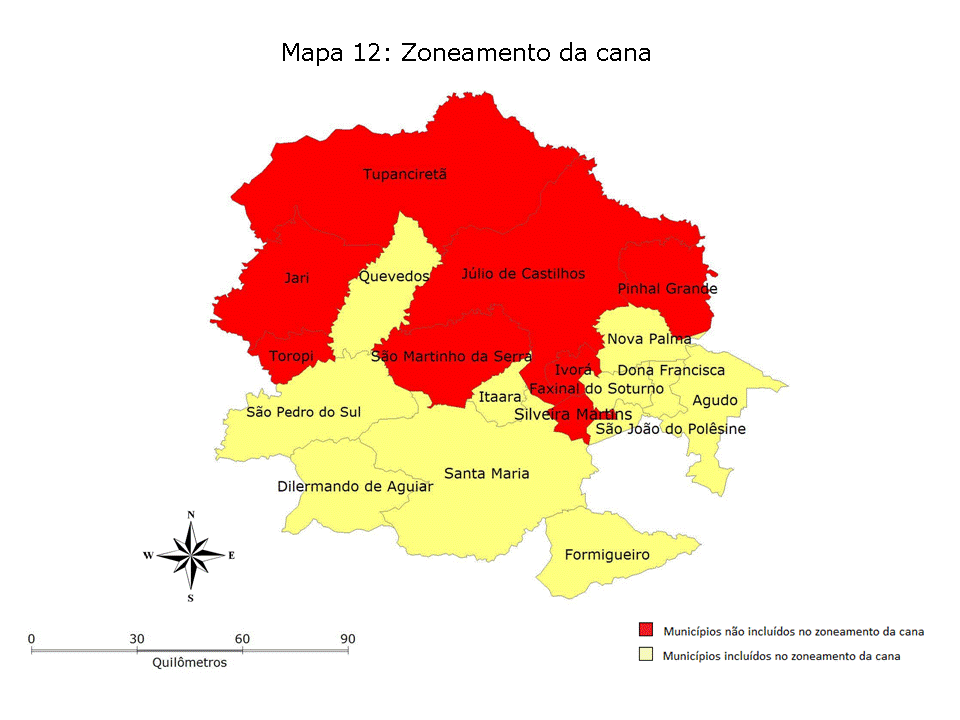 Mapa 12: Zoneamento da cana
Tupanciretã
Jari
Quevedos
Júlio de Castilhos
Pinhal Grande
Nova Palma
Toropi
São Martinho da Serra
Ivorá
Dona Francisca
Faxinal do Soturno
Itaara
Agudo
São Pedro do Sul
Silveira Martins
São João do Polêsine
Santa Maria
Dilermando de Aguiar
Formigueiro
N
W
E
S
0 30 60 90
Quilômetros
Municípios não incluídos no zoneamento da cana
Municípios incluídos no zoneamento da cana